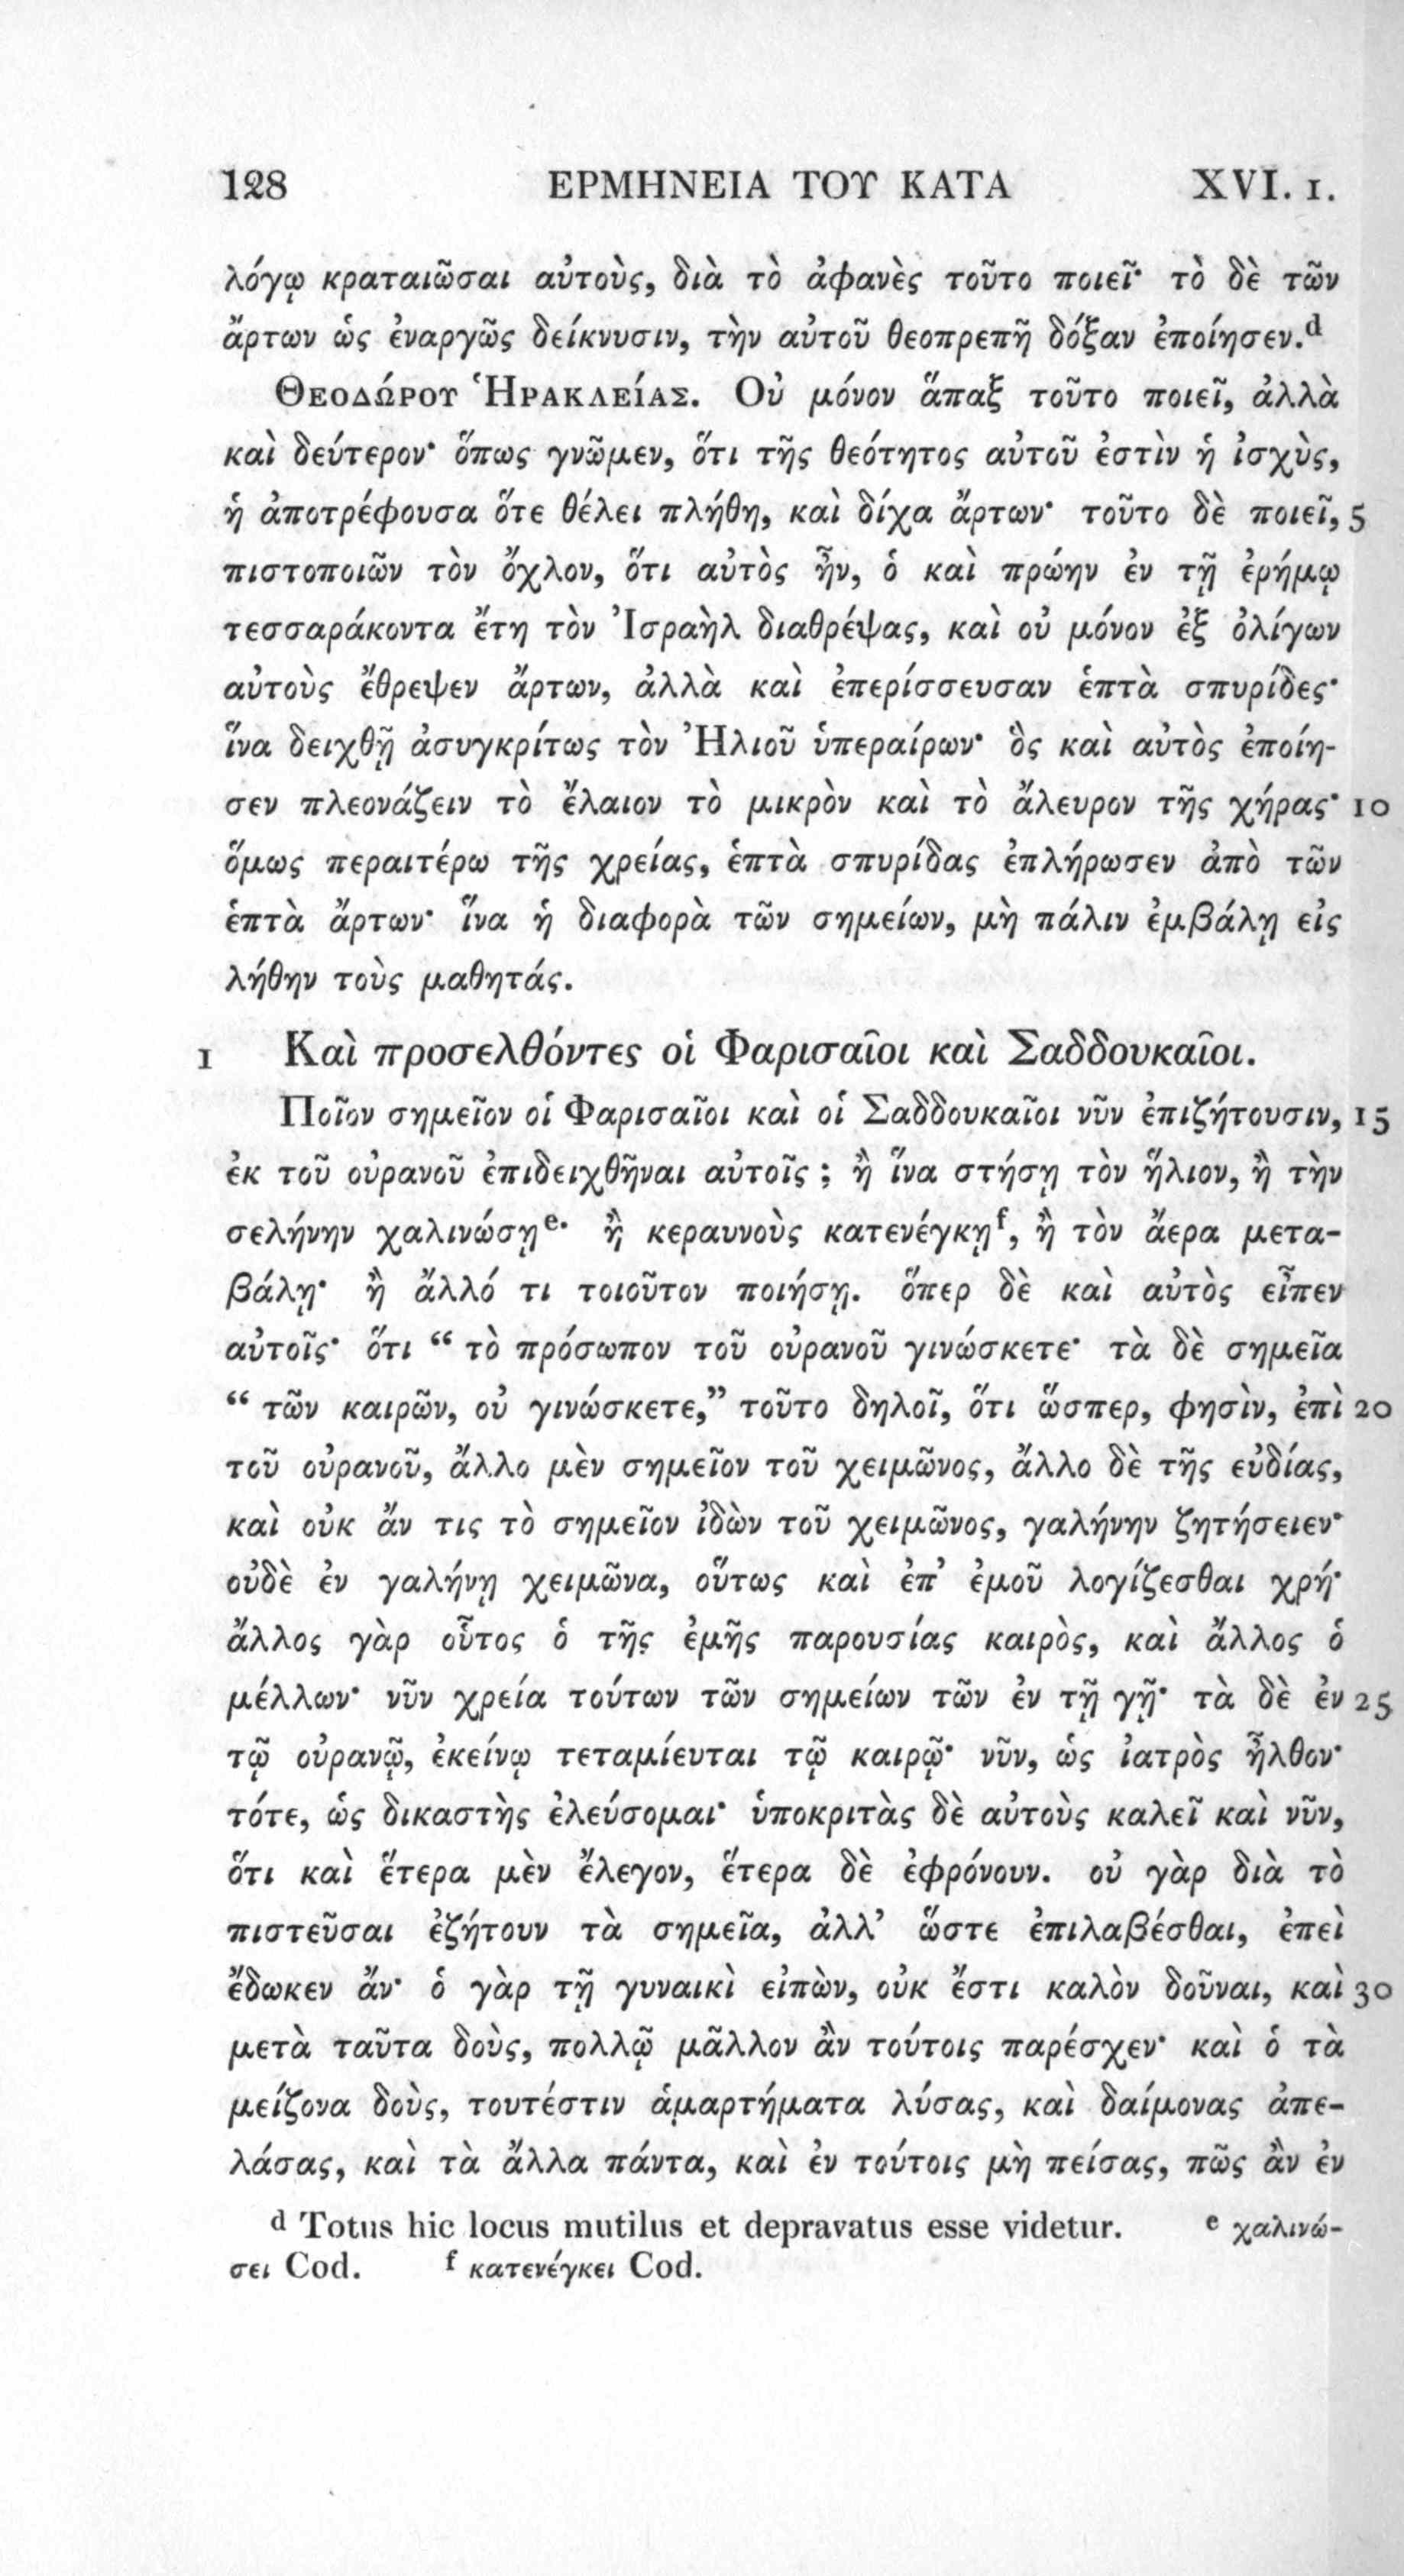 128 ΕΡΜΗΝΕΙΑ ΤΟΥ ΚΑΤΑ XVI. 1.
λόγῳ κραταιῶσαι αὐτοὺς, διὰ τὸ ἀφανὲς τοῦτο ποιεῖ· τὸ δὲ τῶν
ἄρτων ὡς ἐναργῶς δείκνυσιν, τὴν αὐτοῦ θεοπρεπῆ δόξαν ἐποίησεν.d
ΘΕΟΔΏΡΟΥ ἩΡΑΚΛΕΊΑΣ. Οὐ μόνον ἅπαξ τοῦτο ποιεῖ, ἀλλὰ
καὶ δεύτερον· ὅπως γνῶμεν, ὅτι τῆς θεότητος αὐτοῦ ἐστὶν ἡ ἰσχὺς,
ἡ ἀποτρέφουσα ὅτε θέλει πλήθη, καὶ δίχα ἄρτων· τοῦτο δὲ ποιεῖ, 5
πιστοποιῶν τὸν ὄχλον, ὅτι αὐτὸς ἦν, ὁ καὶ πρώην ἐν τῇ ἐρήμῳ
τεσσαράκοντα ἔτη τὸν Ἰσραὴλ διαθρέψας, καὶ οὐ μόνον ἐξ ὀλίγων
αὐτοὺς ἔθρεψεν ἄρτων, ἀλλὰ καὶ ἐπερίσσευσαν ἑπτὰ σπυρίδες·
ἵνα δειχθῇ ἀσυγκρίτως τὸν Ἠλιοῦ ὑπεραίρων· ὃς καὶ αὐτὸς ἐποίη-
σεν πλεονάζειν τὸ ἔλαιον τὸ μικρὸν καὶ τὸ ἄλευρον τῆς χήρας· 10
ὅμως περαιτέρω τῆς χρείας, ἑπτὰ σπυρίδας ἐπλήρωσεν ἀπὸ τῶν
ἑπτὰ ἄρτων· ἵνα ἡ διαφορὰ τῶν σημείων, μὴ πάλιν ἐμβάλῃ εἰς
λήθην τοὺς μαθητάς.
1 Καὶ προσελθόντες οἱ Φαρισαῖοι καὶ Σαδδουκαῖοι.
Ποῖον σημεῖον οἱ Φαρισαῖοι καὶ οἱ Σαδδουκαῖοι νῦν ἐπιζήτουσιν, 15
ἐκ τοῦ οὐρανοῦ ἐπιδειχθῆναι αὐτοῖς ; ἢ ἵνα στήσῃ τὸν ἥλιον, ἢ τὴν
σελήνην χαλινώσῃe· ἢ κεραυνοὺς κατενέγκῃf, ἢ τὸν ἄερα μετα-
βάλῃ· ἢ ἄλλό τι τοιοῦτον ποιήσῃ. ὅπερ δὲ καὶ αὐτὸς εἶπεν
αὐτοῖς· ὅτι “ τὸ πρόσωπον τοῦ οὐρανοῦ γινώσκετε· τὰ δὲ σημεῖα
“ τῶν καιρῶν, οὐ γινώσκετε,” τοῦτο δηλοῖ, ὅτι ὥσπερ, φησὶν, ἐπὶ 20
τοῦ οὐρανοῦ, ἄλλο μὲν σημεῖον τοῦ χειμῶνος, ἄλλο δὲ τῆς εὐδίας,
καὶ οὐκ ἄν τις τὸ σημεῖον ἰδὼν τοῦ χειμῶνος, γαλήνην ζητήσειεν·
οὐδὲ ἐν γαλήνῃ χειμῶνα, οὕτως καὶ ἐπ’ ἐμοῦ λογίζεσθαι χρή·
ἄλλος γὰρ οὗτος ὁ τῆς ἐμῆς παρουσίας καιρὸς, καὶ ἄλλος ὁ
μέλλων· νῦν χρεία τούτων τῶν σημείων τῶν ἐν τῇ γῇ· τὰ δὲ ἐν 25
τῷ οὐρανῷ, ἐκείνῳ τεταμίευται τῷ καιρῷ· νῦν, ὡς ἰατρὸς ἦλθον·
τότε, ὡς δικαστὴς ἐλεύσομαι· ὑποκριτὰς δὲ αὐτοὺς καλεῖ καὶ νῦν,
ὅτι καὶ ἕτερα μὲν ἔλεγον, ἕτερα δὲ ἐφρόνουν. οὐ γὰρ διὰ τὸ
πιστεῦσαι ἐζήτουν τὰ σημεῖα, ἀλλ’ ὥστε ἐπιλαβέσθαι, ἐπεὶ
ἔδωκεν ἄν· ὁ γὰρ τῇ γυναικὶ εἰπὼν, οὐκ ἔστι καλὸν δοῦναι, καὶ 30
μετὰ ταῦτα δοὺς, πολλῷ μᾶλλον ἂν τούτοις παρέσχεν· καὶ ὁ τὰ
μείζονα δοὺς, τουτέστιν ἁμαρτήματα λύσας, καὶ δαίμονας ἀπε-
λάσας, καὶ τὰ ἄλλα πάντα, καὶ ἐν τούτοις μὴ πείσας, πῶς ἂν ἐν
d Totus hic locus mutilus et depravatus esse videtur. e χαλινώ-
σει Cod. f κατενέγκει Cod.